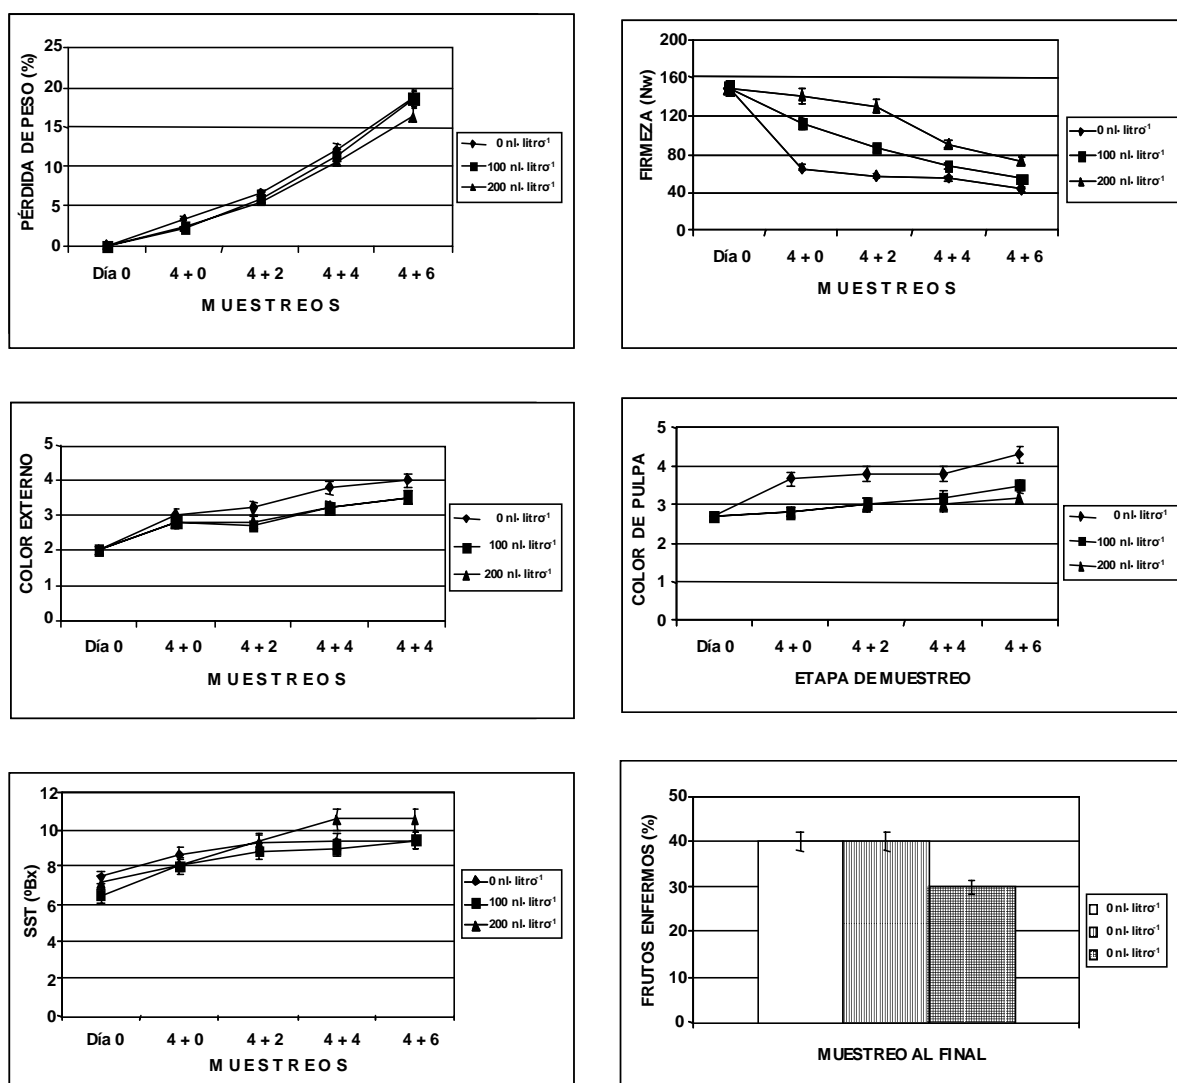 PÉRDIDA DE PESO (%)
25
20
15
10
5
0
Día 0 4 + 0 4 + 2 4 + 4 4 + 6
MUESTREOS
0 nl· litro⁻¹
100 nl· litro⁻¹
200 nl· litro⁻¹
FIRMEZA (Nw)
200
160
120
80
40
0
Día 0 4 + 0 4 + 2 4 + 4 4 + 6
MUESTREOS
0 nl· litro⁻¹
100 nl· litro⁻¹
200 nl· litro⁻¹
COLOR EXTERNO
5
4
3
2
1
0
Día 0 4 + 0 4 + 2 4 + 4 4 + 4
MUESTREOS
0 nl· litro⁻¹
100 nl· litro⁻¹
200 nl· litro⁻¹
COLOR DE PULPA
5
4
3
2
1
0
Día 0 4 + 0 4 + 2 4 + 4 4 + 6
ETAPA DE MUESTREO
0 nl· litro⁻¹
100 nl· litro⁻¹
200 nl· litro⁻¹
SST (ºBx)
12
10
8
6
4
2
0
Día 0 4 + 0 4 + 2 4 + 4 4 + 6
MUESTREOS
0 nl· litro⁻¹
100 nl· litro⁻¹
200 nl· litro⁻¹
FRUTOS ENFERMOS (%)
50
40
30
20
10
0
MUESTREO AL FINAL
0 nl· litro⁻¹
0 nl· litro⁻¹
0 nl· litro⁻¹